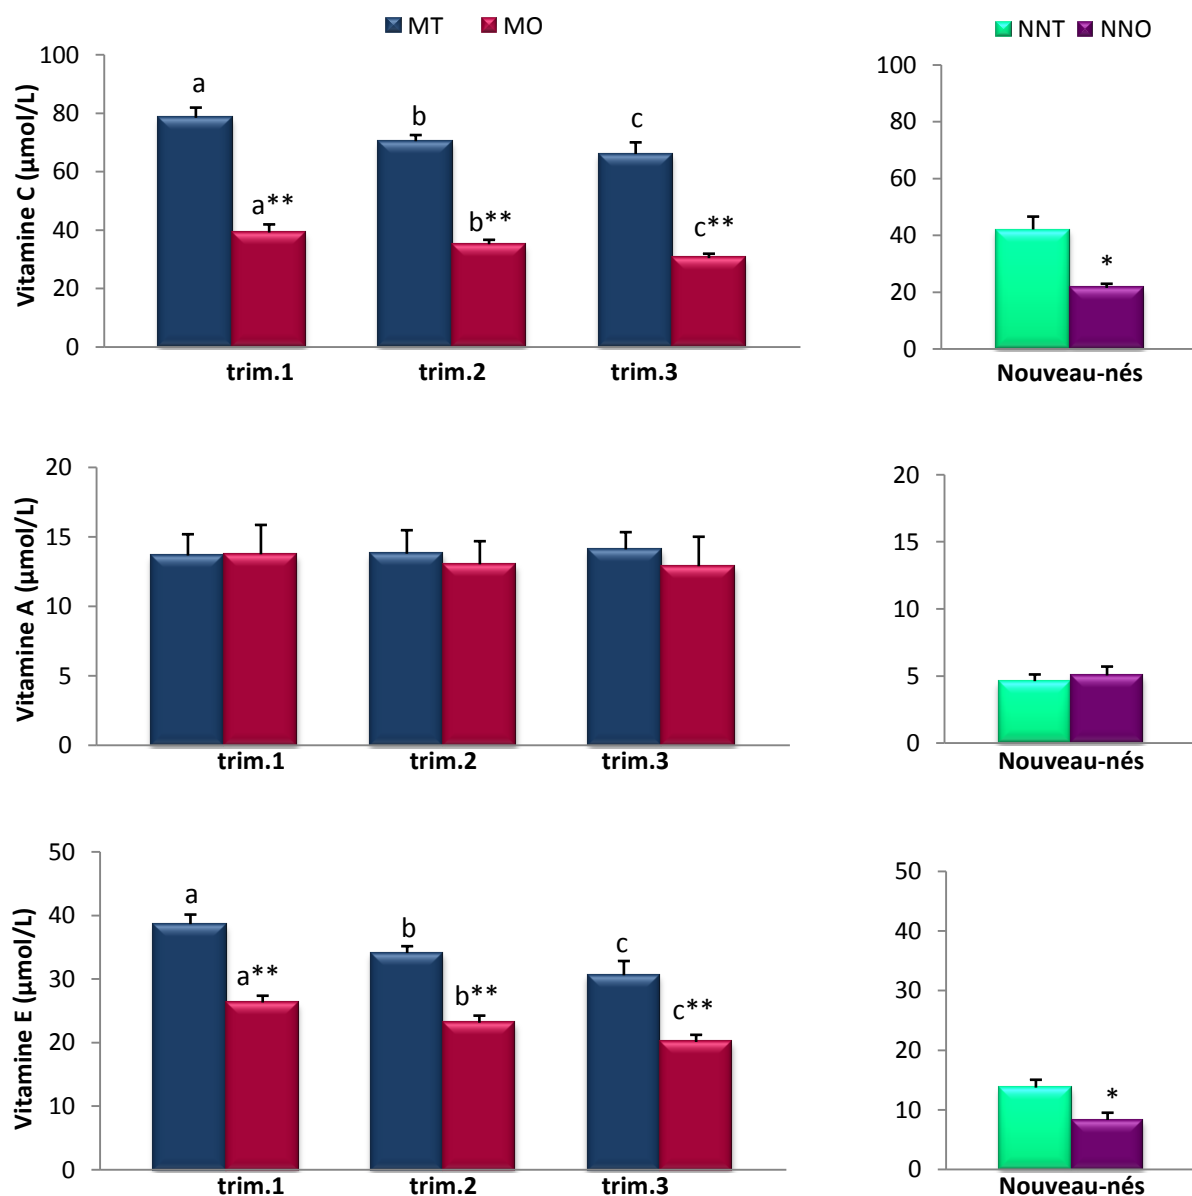 MT MO
Vitamine C (µmol/L)
100
80
60
40
20
0
a
a**
b
b**
c
c**
trim.1 trim.2 trim.3
NNT NNO
100
80
60
40
20
0
*
Nouveau-nés
Vitamine A (µmol/L)
20
15
10
5
0
trim.1 trim.2 trim.3
20
15
10
5
0
Nouveau-nés
Vitamine E (µmol/L)
50
40
30
20
10
0
a
a**
b
b**
c
c**
trim.1 trim.2 trim.3
50
40
30
20
10
0
*
Nouveau-nés